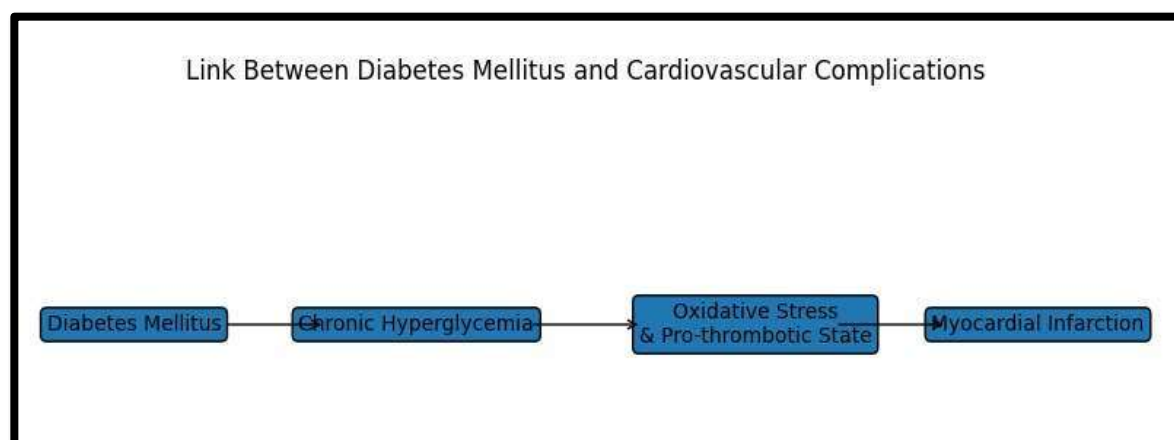 Link Between Diabetes Mellitus and Cardiovascular Complications
Diabetes Mellitus
Chronic Hyperglycemia
Oxidative Stress
& Pro-thrombotic State
Myocardial Infarction